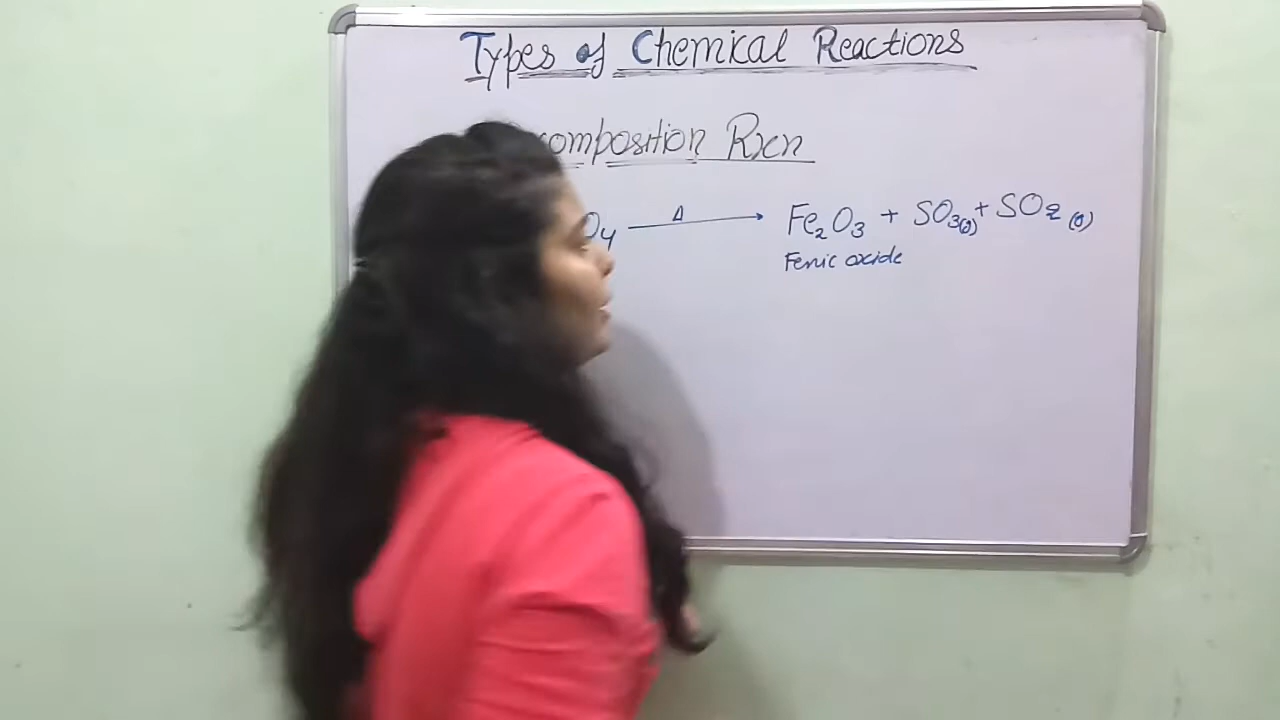 Types of Chemical Reactions
composition Rxn
O4 —Δ→ Fe2O3 + SO3(g) + SO2 (g)
Ferric oxide